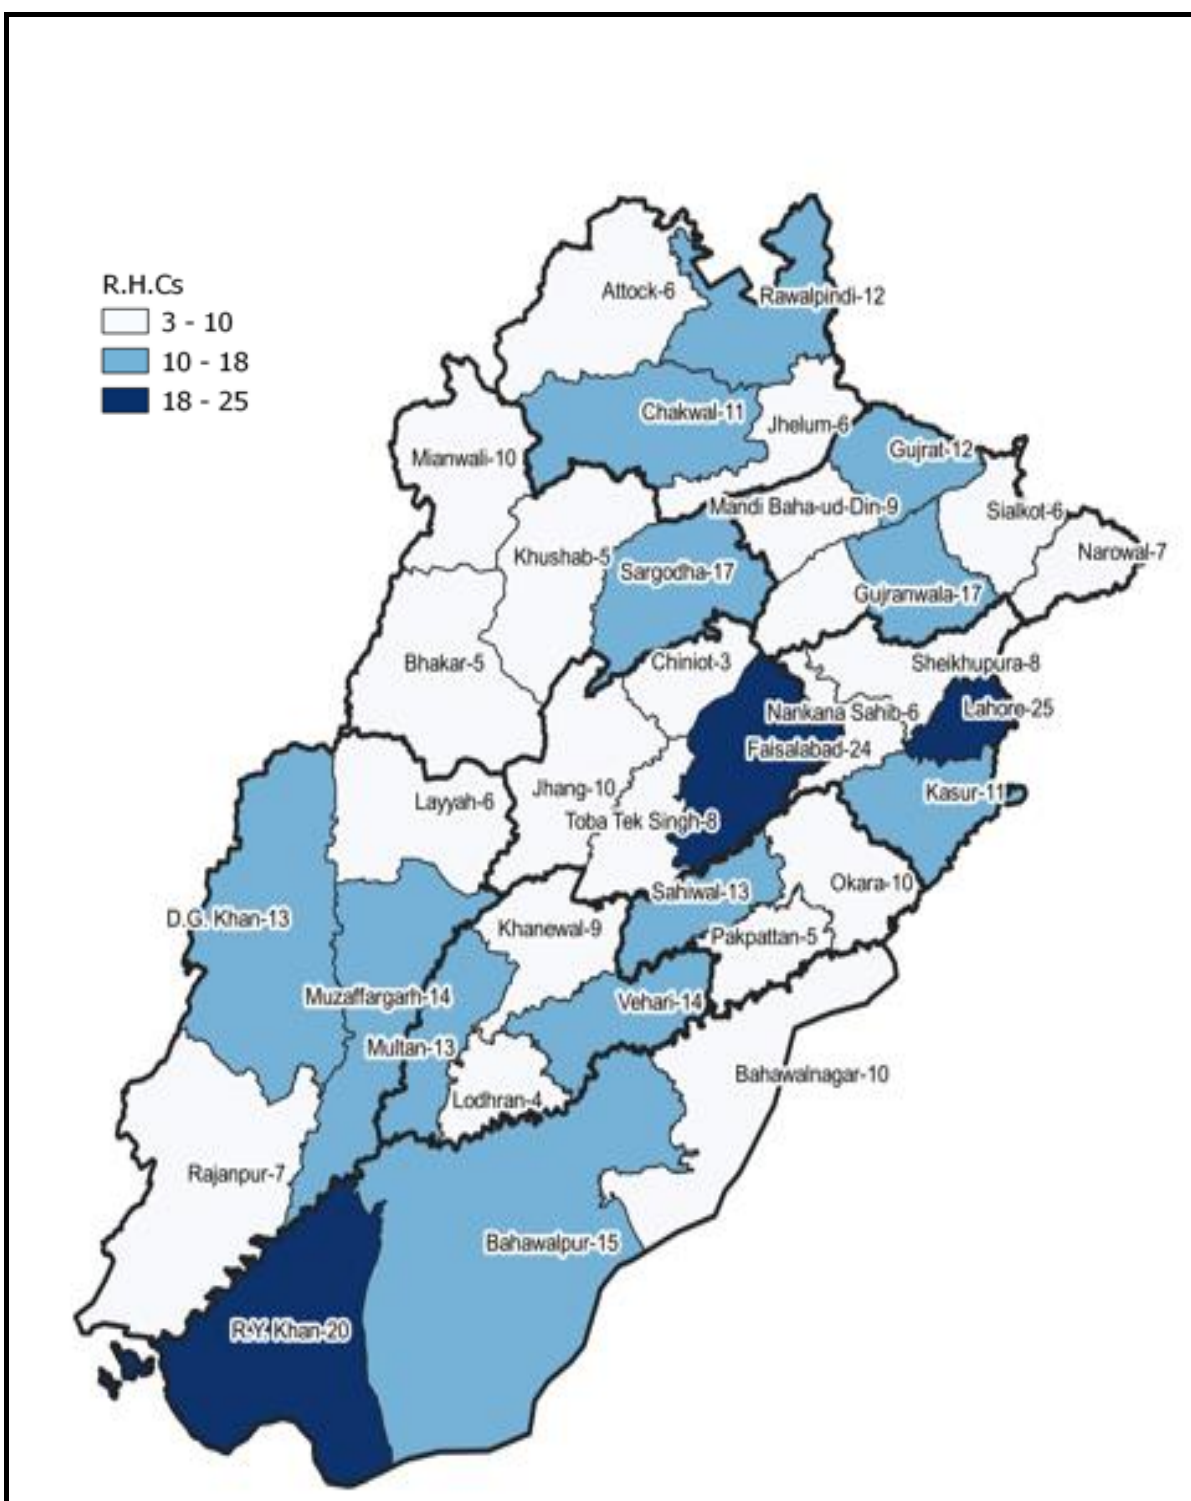 R.H.Cs
3 - 10
10 - 18
18 - 25
Attock-6
Rawalpindi-12
Chakwal-11
Jhelum-6
Mianwali-10
Gujrat-12
Mandi Baha-ud-Din-9
Sialkot-6
Khushab-5
Sargodha-17
Narowal-7
Gujranwala-17
Bhakar-5
Chiniot-3
Sheikhupura-8
Nankana Sahib-6
Lahore-25
Faisalabad-24
Layyah-6
Jhang-10
Kasur-11
Toba Tek Singh-8
Okara-10
Sahiwal-13
D.G. Khan-13
Khanewal-9
Pakpattan-5
Muzaffargarh-14
Vehari-14
Multan-13
Bahawalnagar-10
Lodhran-4
Rajanpur-7
Bahawalpur-15
R.Y. Khan-20